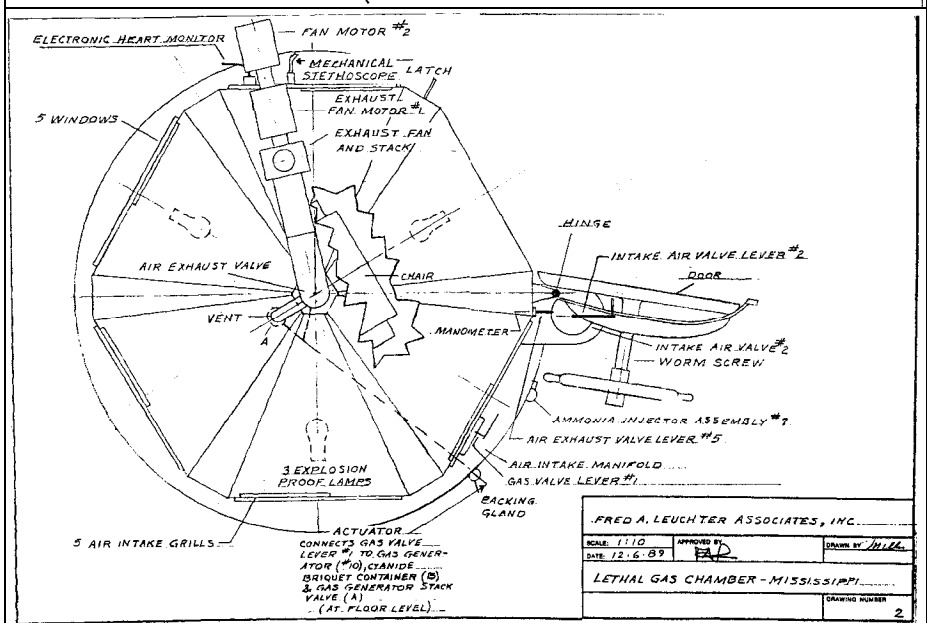 FAN MOTOR #2
ELECTRONIC HEART MONITOR
MECHANICAL
STETHOSCOPE
LATCH
EXHAUST
FAN MOTOR #1
5 WINDOWS
EXHAUST FAN
AND STACK
HINGE
INTAKE AIR VALVE LEVER #2
DOOR
AIR EXHAUST VALVE
CHAIR
VENT
A
MANOMETER
INTAKE AIR VALVE #2
WORM SCREW
AMMONIA INJECTOR ASSEMBLY #7
AIR EXHAUST VALVE LEVER #5
AIR INTAKE MANIFOLD
GAS VALVE LEVER #1
3 EXPLOSION
PROOF LAMPS
PACKING
GLAND
5 AIR INTAKE GRILLS
ACTUATOR
CONNECTS GAS VALVE
LEVER #1 TO GAS GENER-
ATOR (#10), CYANIDE
BRIQUET CONTAINER (B)
& GAS GENERATOR STACK
VALVE (A)
(AT FLOOR LEVEL)
FRED A. LEUCHTER ASSOCIATES, INC.
SCALE: 1:10
APPROVED BY
DRAWN BY
DATE: 12-6-89
LETHAL GAS CHAMBER - MISSISSIPPI
DRAWING NUMBER
2